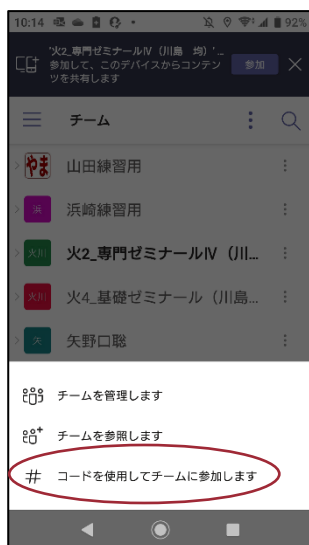 10:14 92%
'火2_専門ゼミナールⅣ（川島　均）'...
参加して、このデバイスからコンテン
ツを共有します
参加
チーム
やま 山田練習用
浜 浜崎練習用
大川 火2_専門ゼミナールⅣ（川...
火川 火4_基礎ゼミナール（川島...
矢 矢野口聡
チームを管理します
チームを参照します
# コードを使用してチームに参加します